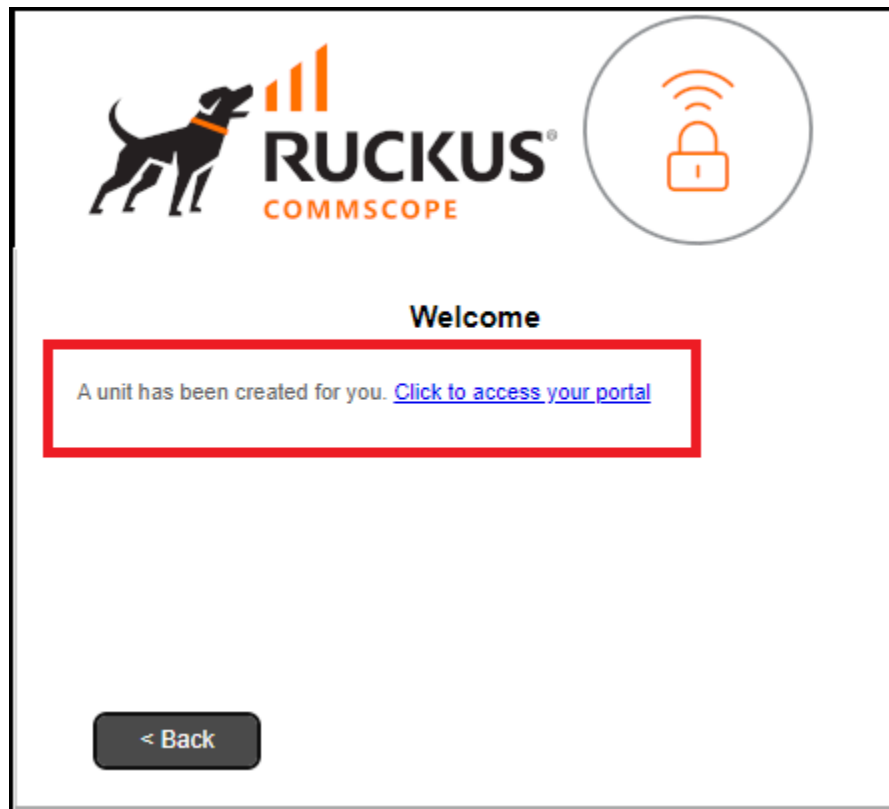 RUCKUS®
COMMSCOPE
Welcome
A unit has been created for you. Click to access your portal
< Back